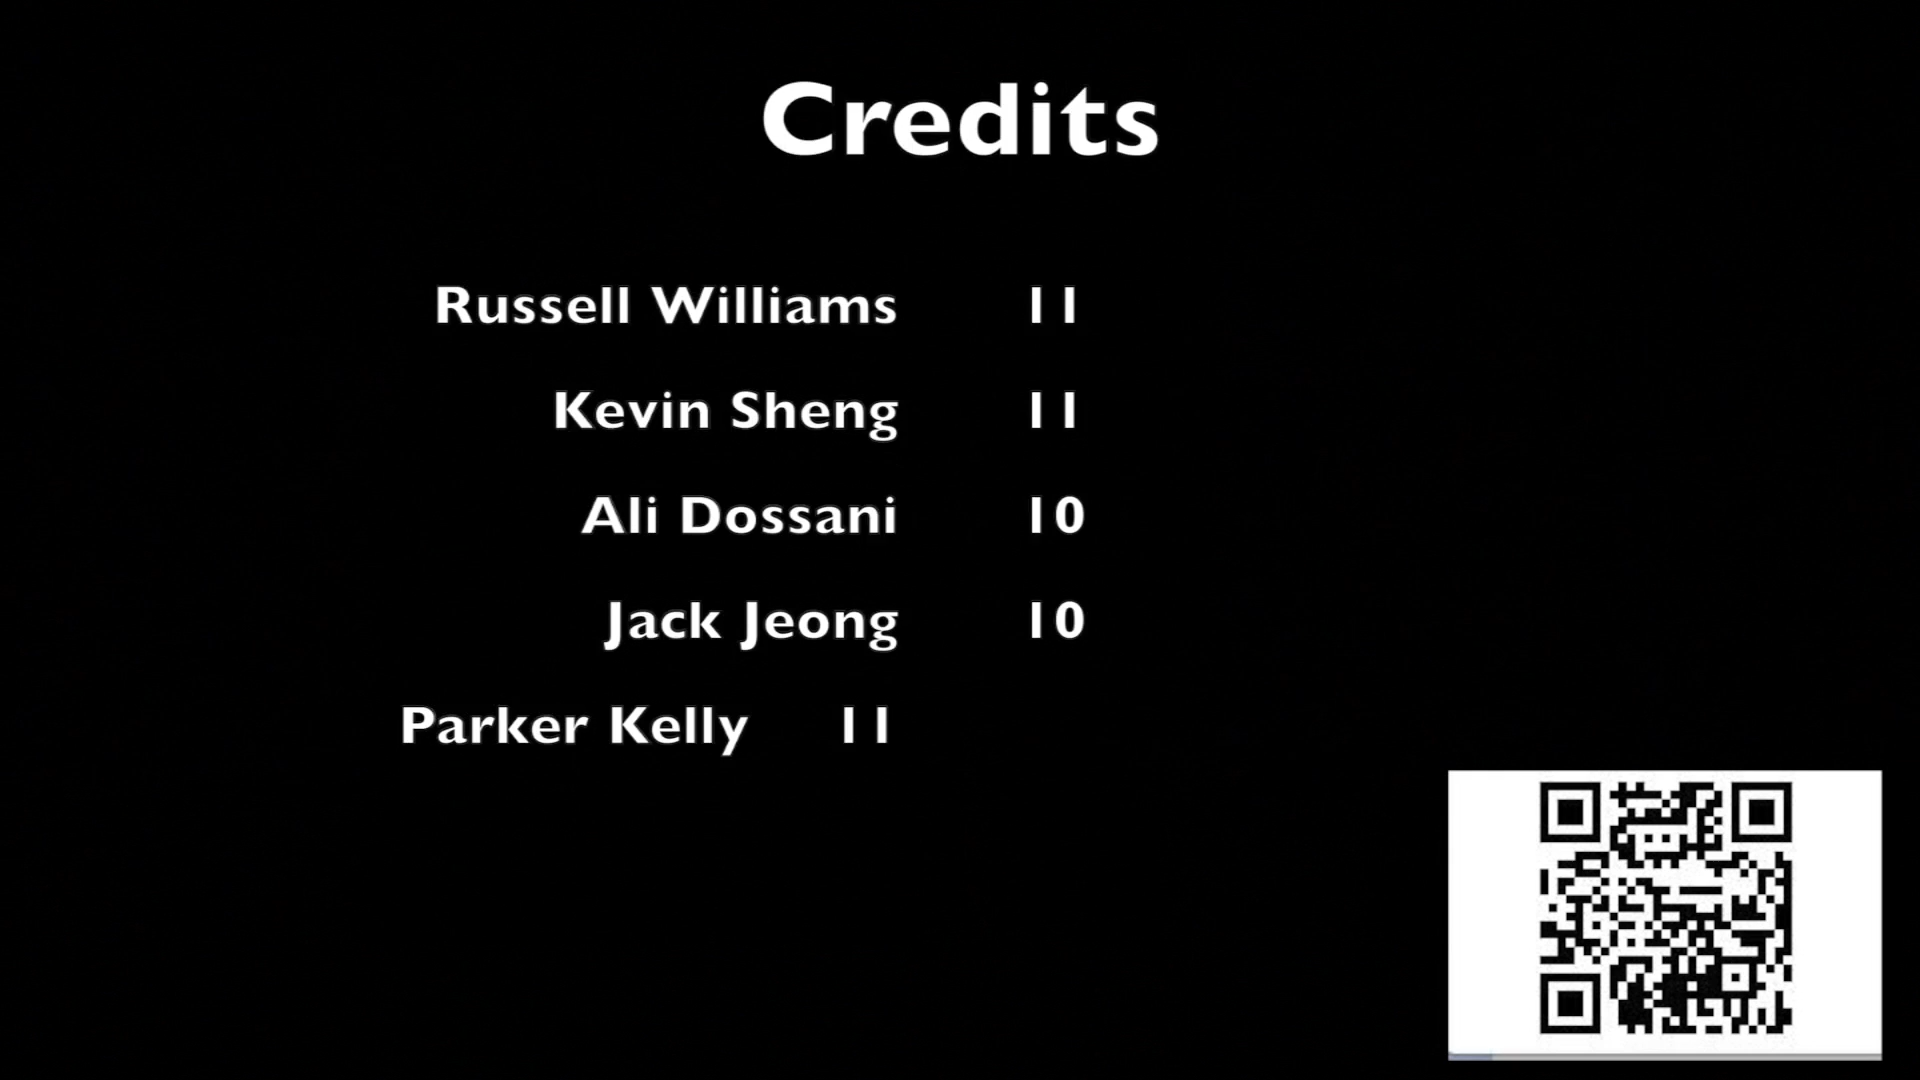 Credits
Russell Williams 11
Kevin Sheng 11
Ali Dossani 10
Jack Jeong 10
Parker Kelly 11